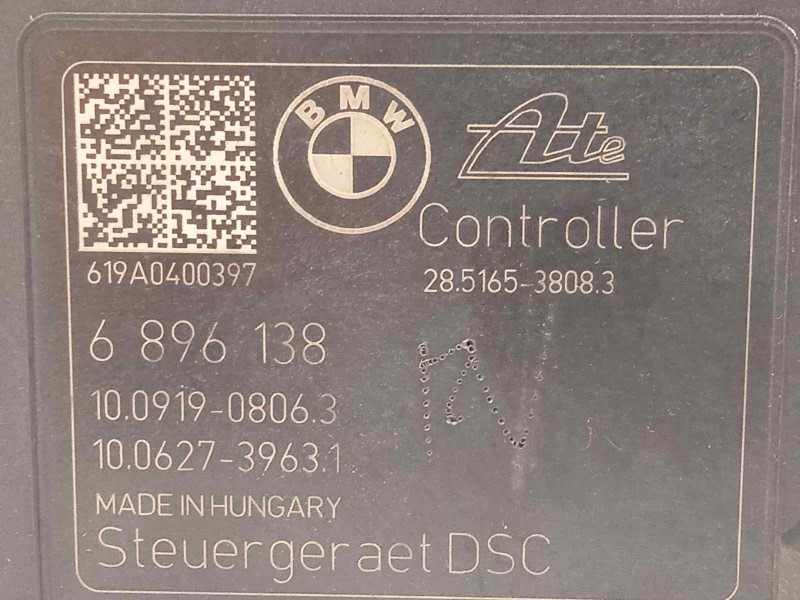 BMW
Ate
Controller
619A0400397
28.5165-3808.3
6 896 138
10.0919-0806.3
10.0627-3963.1
MADE IN HUNGARY
Steuergeraet DSC